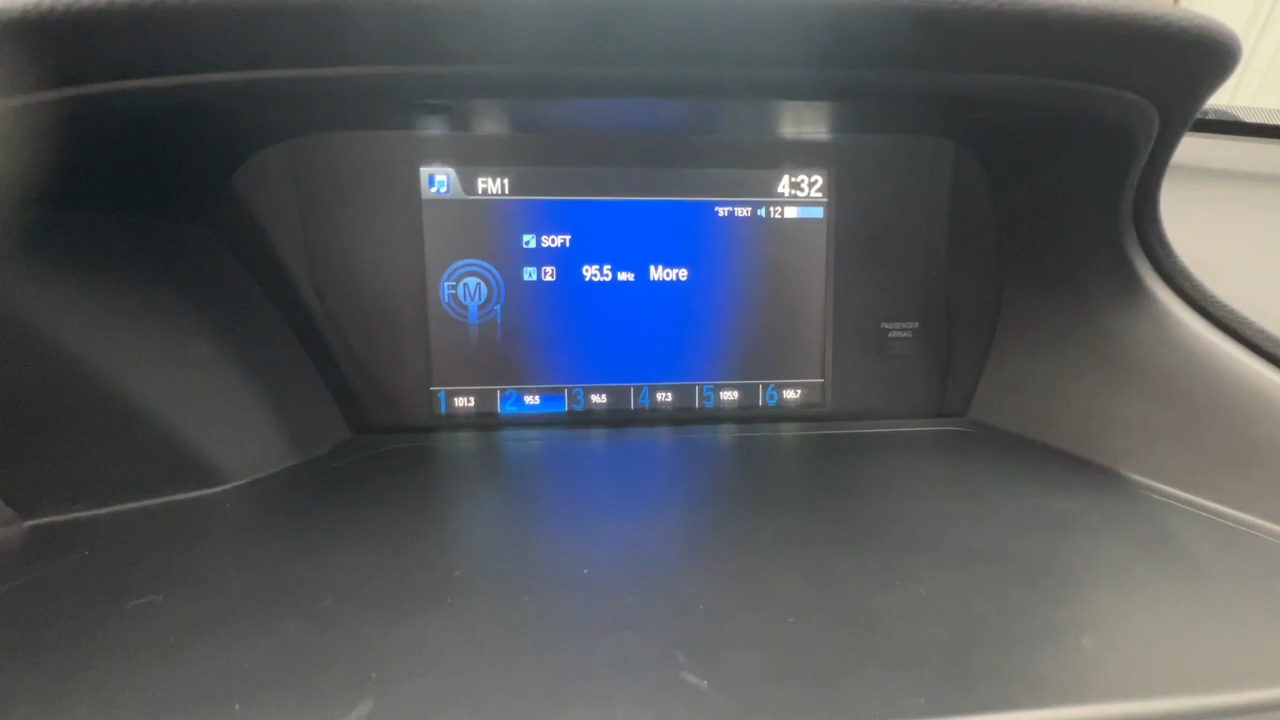 FM1 4:32
"ST" TEXT 12
SOFT
2 95.5 MHz More
FM1
PASSENGER
AIRBAG
1 101.3 2 95.5 3 96.5 4 97.3 5 105.9 6 106.7